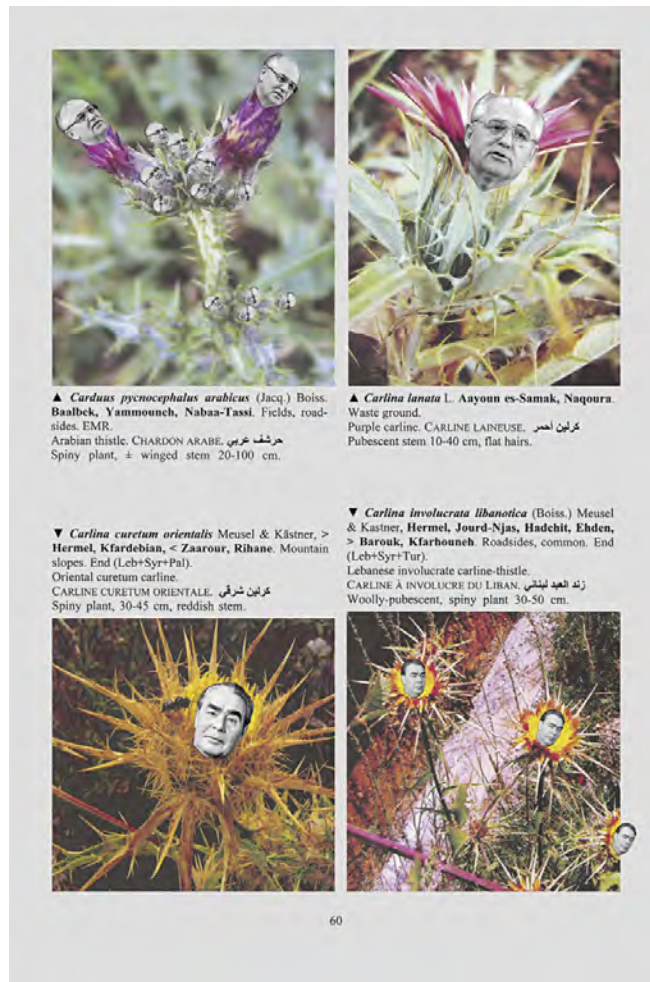 ▲ Carduus pycnocephalus arabicus (Jacq.) Boiss.
Baalbek, Yammouneh, Nabaa-Tassi. Fields, road-
sides. EMR.
Arabian thistle. CHARDON ARABE. حرشف عربي
Spiny plant, ± winged stem 20-100 cm.
▲ Carlina lanata L. Aayoun es-Samak, Naqoura.
Waste ground.
Purple carline. CARLINE LAINEUSE. كرلين أحمر
Pubescent stem 10-40 cm, flat hairs.
▼ Carlina curetum orientalis Meusel & Kästner, >
Hermel, Kfardebian, < Zaarour, Rihane. Mountain
slopes. End (Leb+Syr+Pal).
Oriental curetum carline.
CARLINE CURETUM ORIENTALE. كرلين شرقي
Spiny plant, 30-45 cm, reddish stem.
▼ Carlina involucrata libanotica (Boiss.) Meusel
& Kastner, Hermel, Jourd-Njas, Hadchit, Ehden,
> Barouk, Kfarhouneh. Roadsides, common. End
(Leb+Syr+Tur).
Lebanese involucrate carline-thistle.
CARLINE À INVOLUCRE DU LIBAN. زند العبد لبناني
Woolly-pubescent, spiny plant 30-50 cm.
60